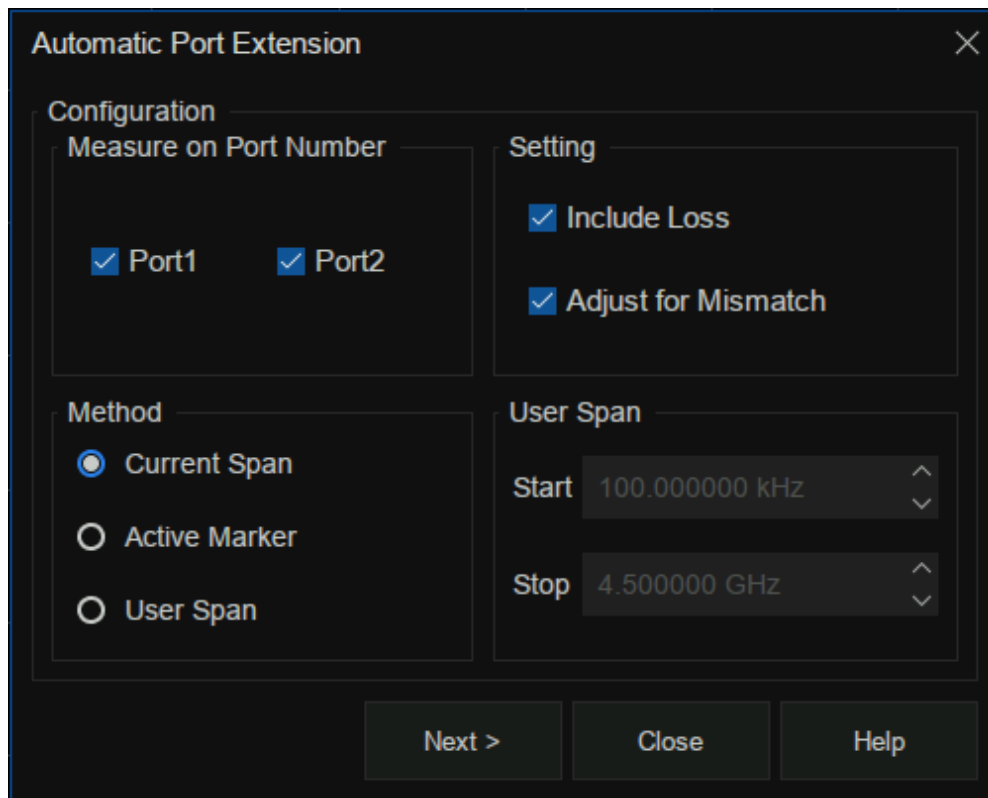 Automatic Port Extension
Configuration
Measure on Port Number
Port1 Port2
Setting
Include Loss
Adjust for Mismatch
Method
Current Span
Active Marker
User Span
User Span
Start 100.000000 kHz
Stop 4.500000 GHz
Next > Close Help